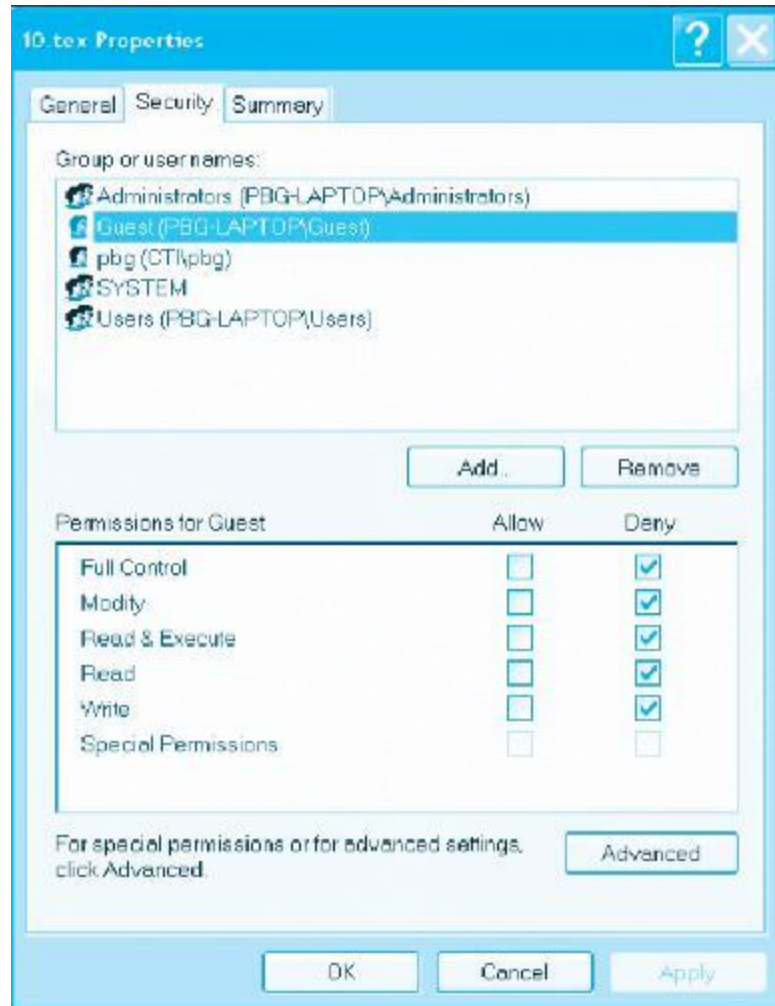 10.tex Properties
General Security Summary
Group or user names:
Administrators (PBG-LAPTOP\Administrators)
Guest (PBG-LAPTOP\Guest)
pbg (CTI\pbg)
SYSTEM
Users (PBG-LAPTOP\Users)
Add... Remove
Permissions for Guest Allow Deny
Full Control
Modify
Read & Execute
Read
Write
Special Permissions
For special permissions or for advanced settings,
click Advanced.
Advanced
OK Cancel Apply